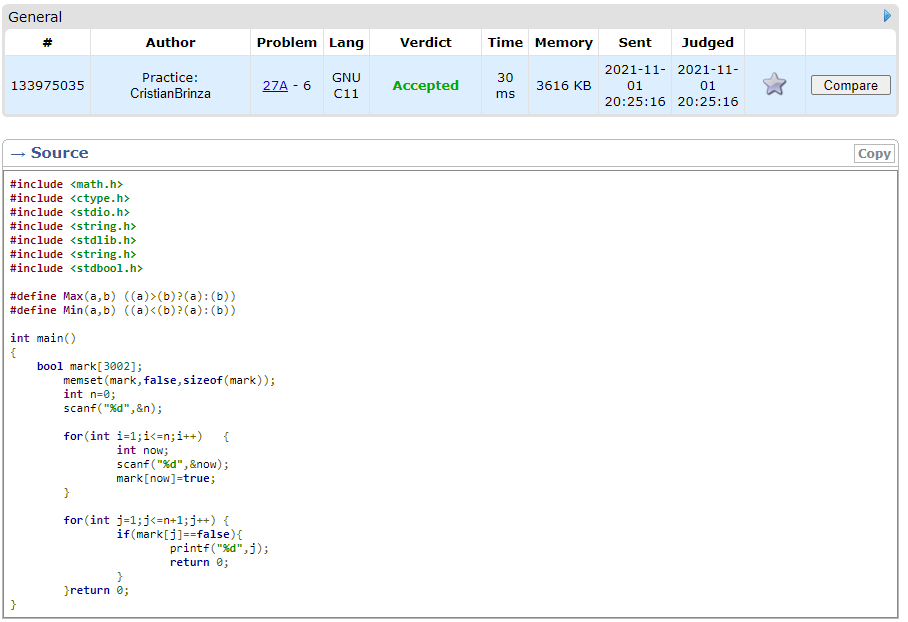 General
# Author Problem Lang Verdict Time Memory Sent Judged
133975035 Practice: CristianBrinza 27A - 6 GNU C11 Accepted 30 ms 3616 KB 2021-11-01 20:25:16 2021-11-01 20:25:16 Compare
→ Source Copy
#include <math.h>
#include <ctype.h>
#include <stdio.h>
#include <string.h>
#include <stdlib.h>
#include <string.h>
#include <stdbool.h>
#define Max(a,b) ((a)>(b)?(a):(b))
#define Min(a,b) ((a)<(b)?(a):(b))
int main()
{
    bool mark[3002];
        memset(mark,false,sizeof(mark));
        int n=0;
        scanf("%d",&n);
        for(int i=1;i<=n;i++)   {
                int now;
                scanf("%d",&now);
                mark[now]=true;
        }
        for(int j=1;j<=n+1;j++) {
                if(mark[j]==false){
                        printf("%d",j);
                        return 0;
                }
        }return 0;
}